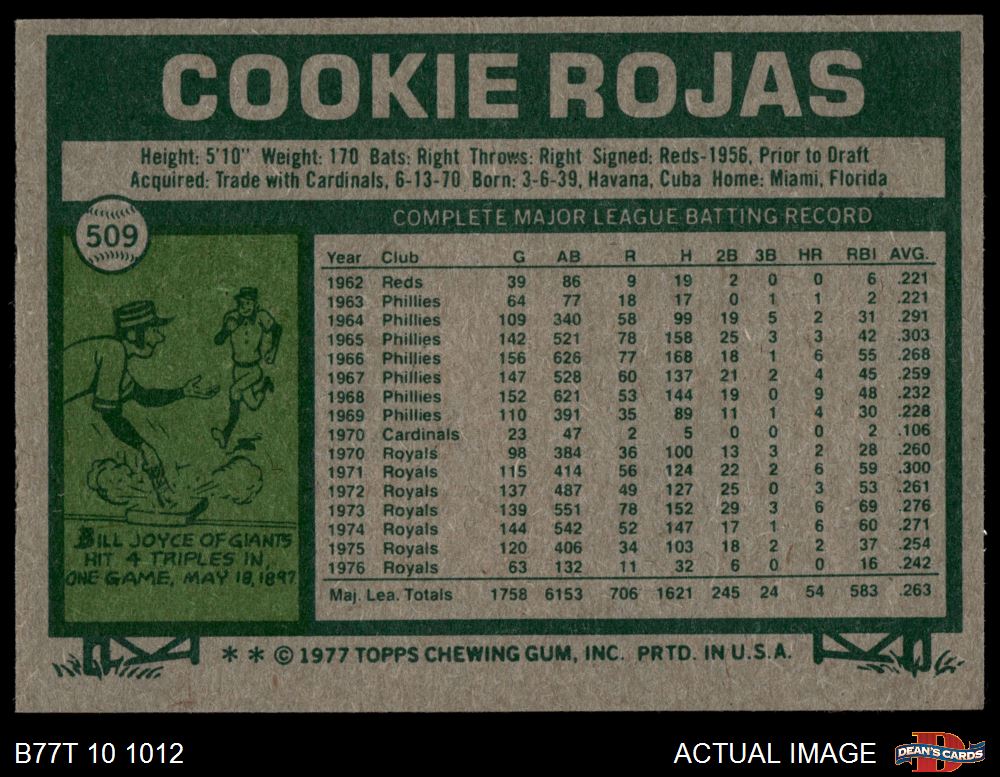 COOKIE ROJAS
Height: 5'10" Weight: 170 Bats: Right Throws: Right Signed: Reds-1956, Prior to Draft
Acquired: Trade with Cardinals, 6-13-70 Born: 3-6-39, Havana, Cuba Home: Miami, Florida
509
COMPLETE MAJOR LEAGUE BATTING RECORD
Year Club G AB R H 2B 3B HR RBI AVG.
1962 Reds 39 86 9 19 2 0 0 6 .221
1963 Phillies 64 77 18 17 0 1 1 2 .221
1964 Phillies 109 340 58 99 19 5 2 31 .291
1965 Phillies 142 521 78 158 25 3 3 42 .303
1966 Phillies 156 626 77 168 18 1 6 55 .268
1967 Phillies 147 528 60 137 21 2 4 45 .259
1968 Phillies 152 621 53 144 19 0 9 48 .232
1969 Phillies 110 391 35 89 11 1 4 30 .228
1970 Cardinals 23 47 2 5 0 0 0 2 .106
1970 Royals 98 384 36 100 13 3 2 28 .260
1971 Royals 115 414 56 124 22 2 6 59 .300
1972 Royals 137 487 49 127 25 0 3 53 .261
1973 Royals 139 551 78 152 29 3 6 69 .276
1974 Royals 144 542 52 147 17 1 6 60 .271
1975 Royals 120 406 34 103 18 2 2 37 .254
1976 Royals 63 132 11 32 6 0 0 16 .242
Maj. Lea. Totals 1758 6153 706 1621 245 24 54 583 .263
BILL JOYCE OF GIANTS
HIT 4 TRIPLES IN
ONE GAME, MAY 18, 1897
* * © 1977 TOPPS CHEWING GUM, INC. PRTD. IN U.S.A.
B77T 10 1012
ACTUAL IMAGE
D
DEAN'S CARDS